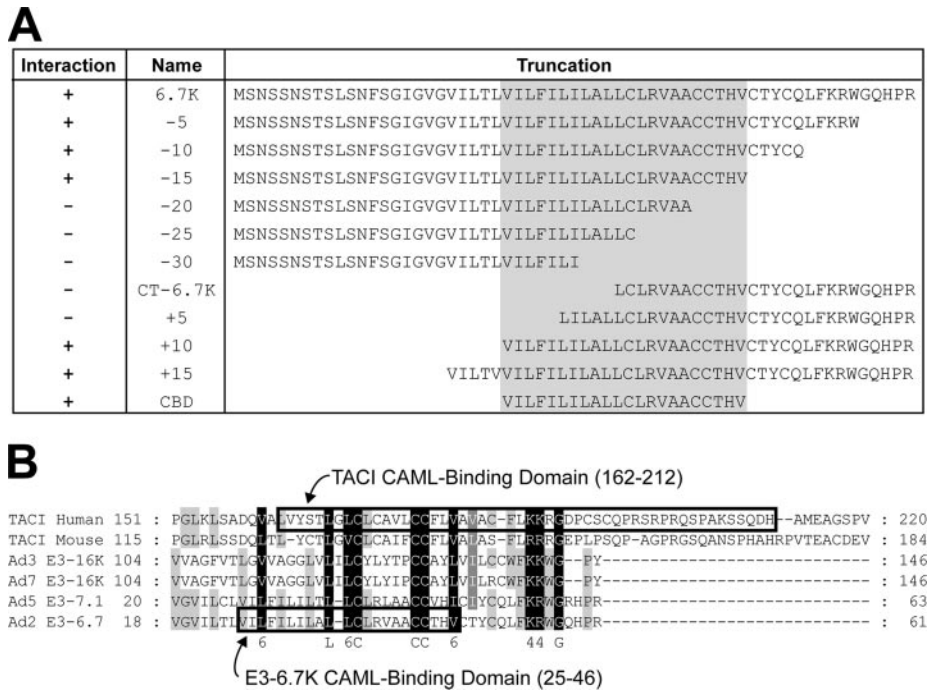 A
Interaction Name Truncation
+ 6.7K MSNSSNSTSLSNFSGIGVGVILTLVILFILILALLCLRVAACCTHVCTYCQLFKRWGQHPR
+ -5 MSNSSNSTSLSNFSGIGVGVILTLVILFILILALLCLRVAACCTHVCTYCQLFKRW
+ -10 MSNSSNSTSLSNFSGIGVGVILTLVILFILILALLCLRVAACCTHVCTYCQ
+ -15 MSNSSNSTSLSNFSGIGVGVILTLVILFILILALLCLRVAACCTHV
- -20 MSNSSNSTSLSNFSGIGVGVILTLVILFILILALLCLRVAA
- -25 MSNSSNSTSLSNFSGIGVGVILTLVILFILILALLC
- -30 MSNSSNSTSLSNFSGIGVGVILTLVILFILI
- CT-6.7K LCLRVAACCTHVCTYCQLFKRWGQHPR
- +5 LILALLCLRVAACCTHVCTYCQLFKRWGQHPR
+ +10 VILFILILALLCLRVAACCTHVCTYCQLFKRWGQHPR
+ +15 VILTVVILFILILALLCLRVAACCTHVCTYCQLFKRWGQHPR
+ CBD VILFILILALLCLRVAACCTHV
B
TACI CAML-Binding Domain (162-212)
TACI Human 151 : PGLKLSADQVALVYSTLGLCLCAVLCCFLVAVAC-FLKKRGDPCSCQPRSRPRQSPAKSSQDH--AMEAGSPV : 220
TACI Mouse 115 : PGLRLSSDQLTL-YCTLGVCLCAIFCCFLVALAS-FLRRRGEPLPSQP-AGPRGSQANSPHAHRPVTEACDEV : 184
Ad3 E3-16K 104 : VVAGFVTLGVVAGGLVLILCYLYTPCCAYLVILCCWFKKWG-PY-------------------------------- : 146
Ad7 E3-16K 104 : VVAGFVTLGVVAGGLVLILCYLYIPCCAYLVILRCWFKKWG-PY-------------------------------- : 146
Ad5 E3-7.1 20 : VGVILCLVILFILILTL-LCLRLAACCVHICIYCQLFKRWGRHPR------------------------------- : 63
Ad2 E3-6.7 18 : VGVILTLVILFILILAL-LCLRVAACCTHVCTYCQLFKRWGQHPR------------------------------- : 61
6 L 6C CC 6 44 G
E3-6.7K CAML-Binding Domain (25-46)